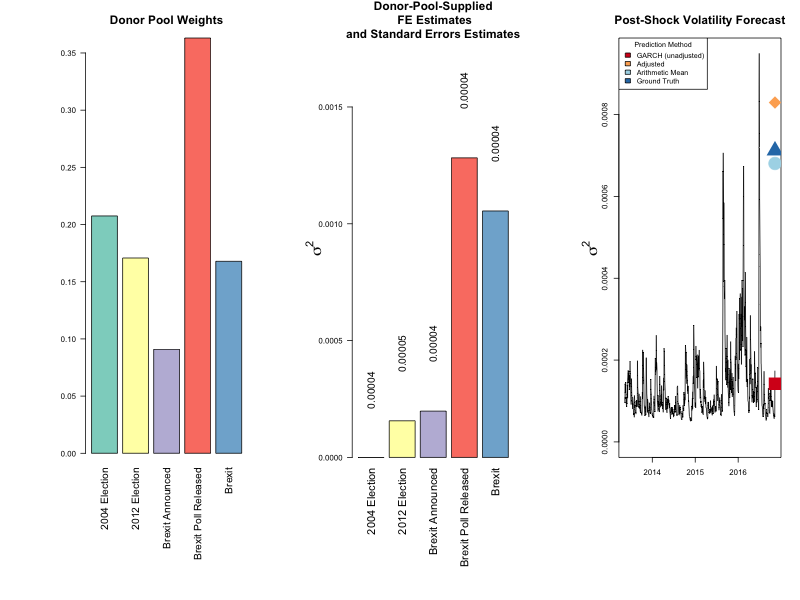 Donor Pool Weights
0.35
0.30
0.25
0.20
0.15
0.10
0.05
0.00
2004 Election
2012 Election
Brexit Announced
Brexit Poll Released
Brexit
Donor-Pool-Supplied
FE Estimates
and Standard Errors Estimates
σ2
0.0015
0.0010
0.0005
0.0000
0.00004
0.00005
0.00004
0.00004
0.00004
2004 Election
2012 Election
Brexit Announced
Brexit Poll Released
Brexit
Post-Shock Volatility Forecast
Prediction Method
GARCH (unadjusted)
Adjusted
Arithmetic Mean
Ground Truth
σ2
0.0008
0.0006
0.0004
0.0002
0.0000
2014
2015
2016